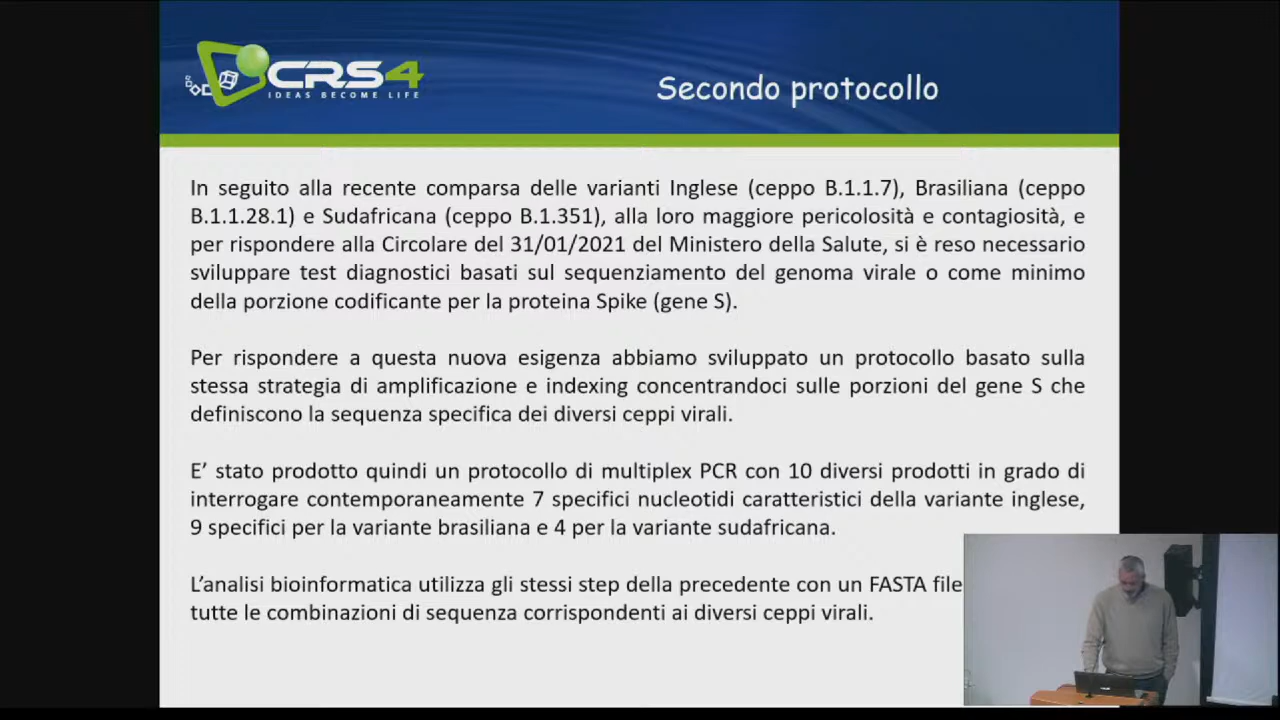 CRS4
IDEAS BECOME LIFE
Secondo protocollo
In seguito alla recente comparsa delle varianti Inglese (ceppo B.1.1.7), Brasiliana (ceppo
B.1.1.28.1) e Sudafricana (ceppo B.1.351), alla loro maggiore pericolosità e contagiosità, e
per rispondere alla Circolare del 31/01/2021 del Ministero della Salute, si è reso necessario
sviluppare test diagnostici basati sul sequenziamento del genoma virale o come minimo
della porzione codificante per la proteina Spike (gene S).
Per rispondere a questa nuova esigenza abbiamo sviluppato un protocollo basato sulla
stessa strategia di amplificazione e indexing concentrandoci sulle porzioni del gene S che
definiscono la sequenza specifica dei diversi ceppi virali.
E’ stato prodotto quindi un protocollo di multiplex PCR con 10 diversi prodotti in grado di
interrogare contemporaneamente 7 specifici nucleotidi caratteristici della variante inglese,
9 specifici per la variante brasiliana e 4 per la variante sudafricana.
L’analisi bioinformatica utilizza gli stessi step della precedente con un FASTA file
tutte le combinazioni di sequenza corrispondenti ai diversi ceppi virali.